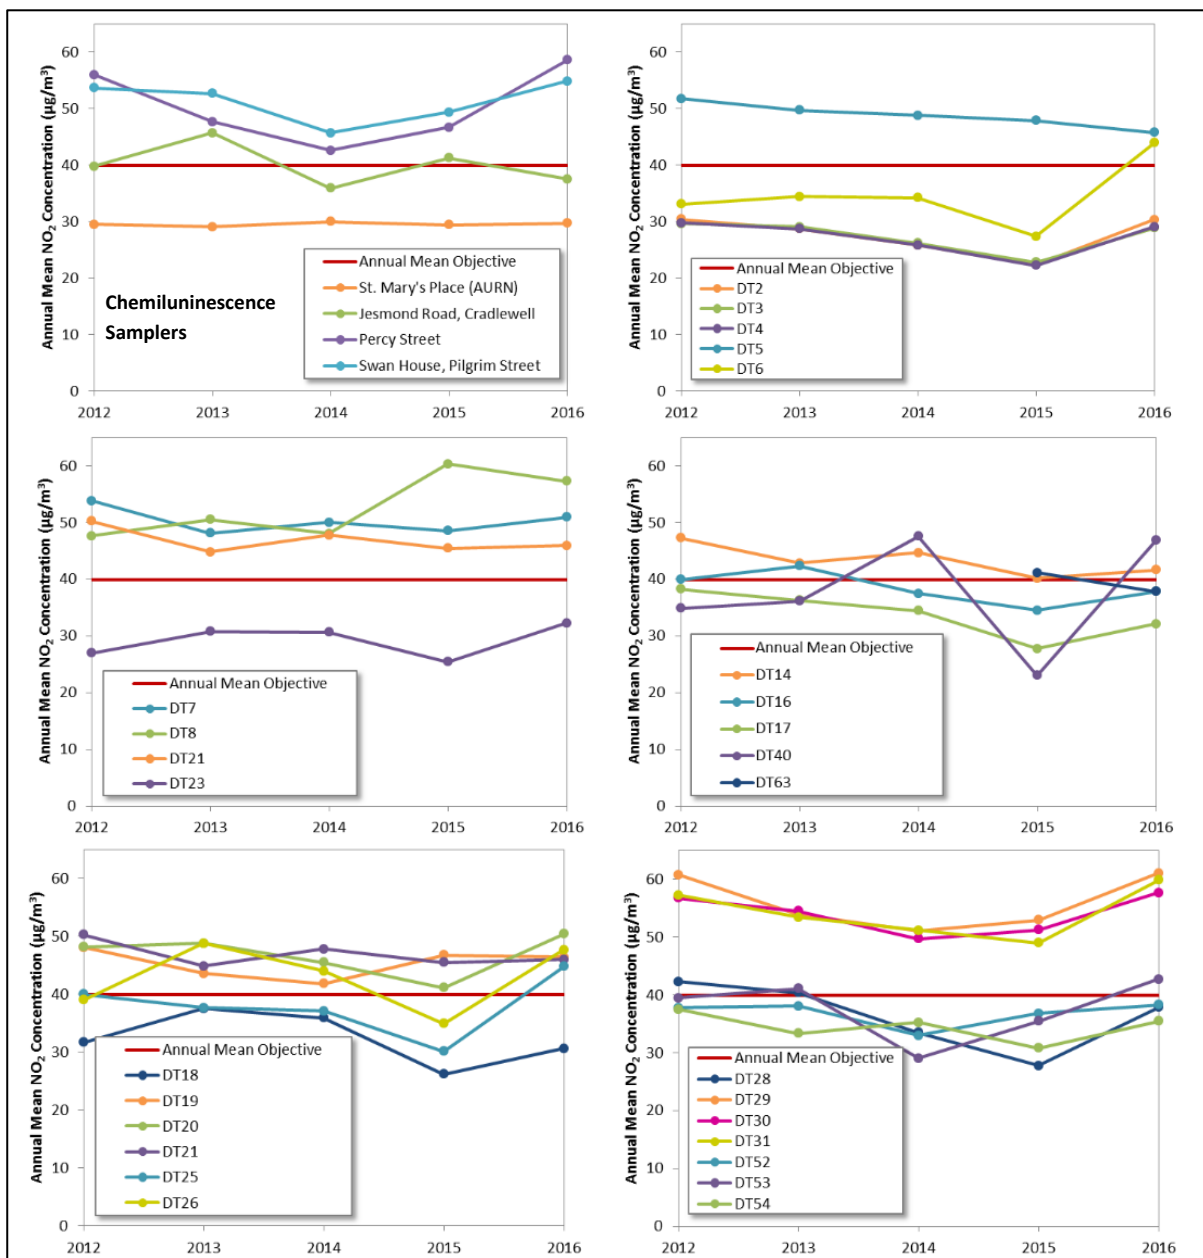 Annual Mean NO2 Concentration (µg/m³)
60
50
40
30
20
10
0
2012 2013 2014 2015 2016
Chemiluninescence
Samplers
Annual Mean Objective
St. Mary's Place (AURN)
Jesmond Road, Cradlewell
Percy Street
Swan House, Pilgrim Street
Annual Mean NO2 Concentration (µg/m³)
60
50
40
30
20
10
0
2012 2013 2014 2015 2016
Annual Mean Objective
DT2
DT3
DT4
DT5
DT6
Annual Mean NO2 Concentration (µg/m³)
60
50
40
30
20
10
0
2012 2013 2014 2015 2016
Annual Mean Objective
DT7
DT8
DT21
DT23
Annual Mean NO2 Concentration (µg/m³)
60
50
40
30
20
10
0
2012 2013 2014 2015 2016
Annual Mean Objective
DT14
DT16
DT17
DT40
DT63
Annual Mean NO2 Concentration (µg/m³)
60
50
40
30
20
10
0
2012 2013 2014 2015 2016
Annual Mean Objective
DT18
DT19
DT20
DT21
DT25
DT26
Annual Mean NO2 Concentration (µg/m³)
60
50
40
30
20
10
0
2012 2013 2014 2015 2016
Annual Mean Objective
DT28
DT29
DT30
DT31
DT52
DT53
DT54